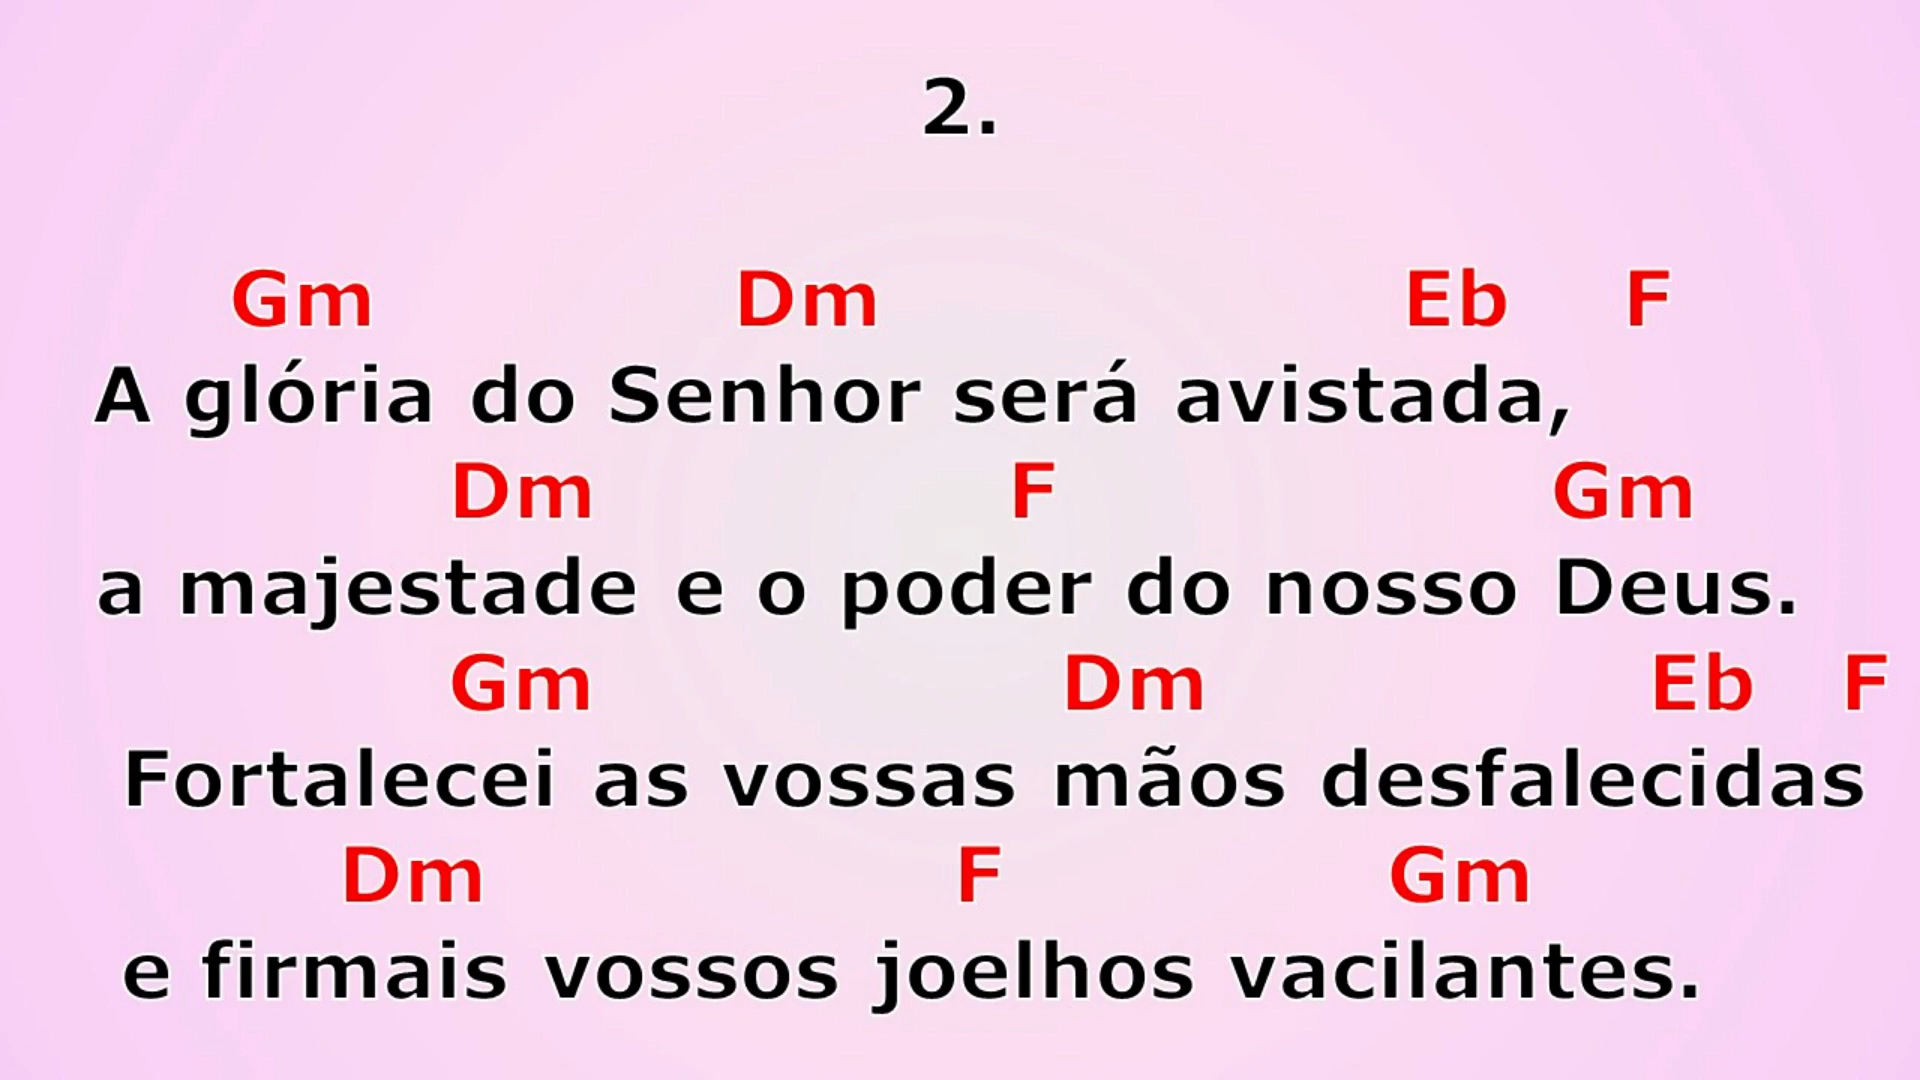 2.
Gm Dm Eb F
A glória do Senhor será avistada,
Dm F Gm
a majestade e o poder do nosso Deus.
Gm Dm Eb F
Fortalecei as vossas mãos desfalecidas
Dm F Gm
e firmais vossos joelhos vacilantes.